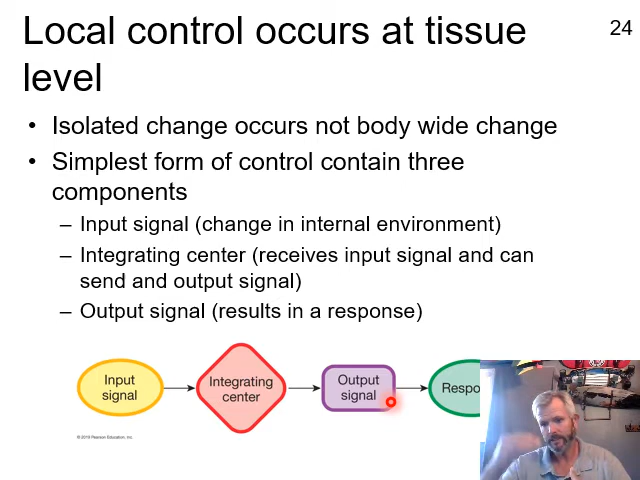 Local control occurs at tissue
24
level
• Isolated change occurs not body wide change
• Simplest form of control contain three
components
– Input signal (change in internal environment)
– Integrating center (receives input signal and can
send and output signal)
– Output signal (results in a response)
Input
signal
Integrating
center
Output
signal
Respo
© 2019 Pearson Education, Inc.